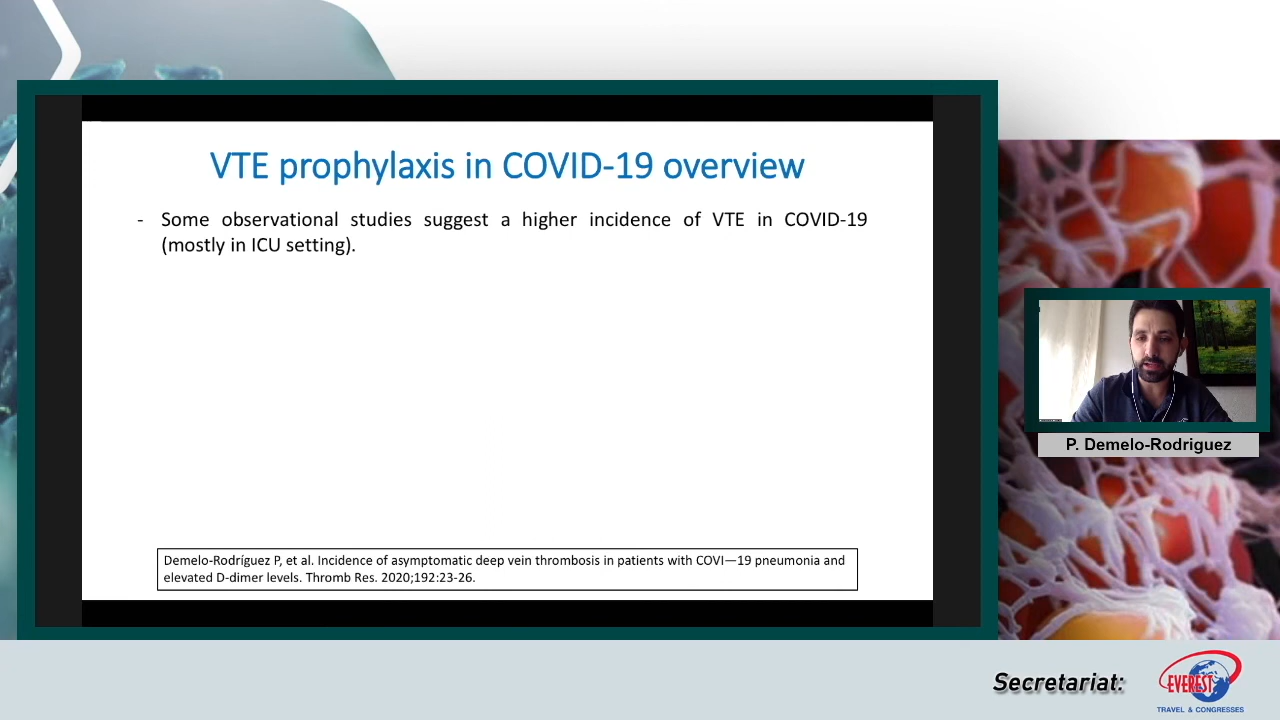 VTE prophylaxis in COVID-19 overview
- Some observational studies suggest a higher incidence of VTE in COVID-19
(mostly in ICU setting).
Demelo-Rodríguez P, et al. Incidence of asymptomatic deep vein thrombosis in patients with COVI—19 pneumonia and
elevated D-dimer levels. Thromb Res. 2020;192:23-26.
P. Demelo-Rodriguez
Secretariat:
EVEREST
TRAVEL & CONGRESSES